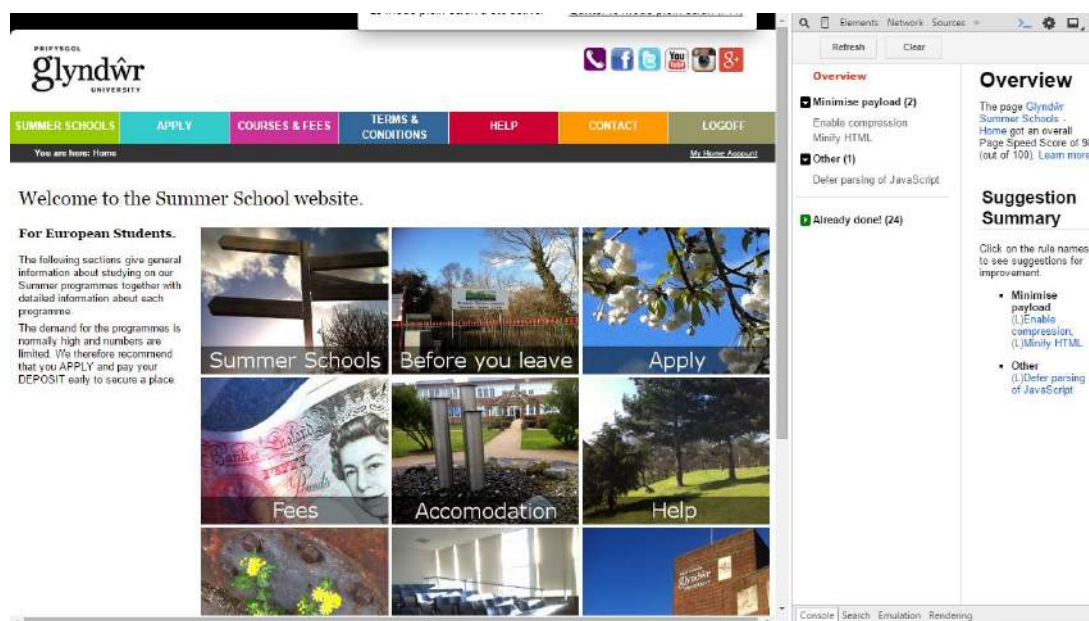 PRIFYSGOL
glyndŵr
UNIVERSITY
SUMMER SCHOOLS
APPLY
COURSES & FEES
TERMS &
CONDITIONS
HELP
CONTACT
LOGOFF
You are here: Home
My Home Account
Welcome to the Summer School website.
For European Students.
The following sections give general
information about studying on our
Summer programmes together with
detailed information about each
programme.
The demand for the programmes is
normally high and numbers are
limited. We therefore recommend
that you APPLY and pay your
DEPOSIT early to secure a place.
Summer Schools
Before you leave
Apply
Fees
Accomodation
Help
Elements Network Sources
Refresh
Clear
Overview
Minimise payload (2)
Enable compression
Minify HTML
Other (1)
Defer parsing of JavaScript
Already done! (24)
Overview
The page Glyndŵr
Summer Schools -
Home got an overall
Page Speed Score of 9
(out of 100). Learn more
Suggestion
Summary
Click on the rule names
to see suggestions for
improvement.
Minimise
payload
(L)Enable
compression,
(L)Minify HTML
Other
(L)Defer parsing
of JavaScript
Console Search Emulation Rendering